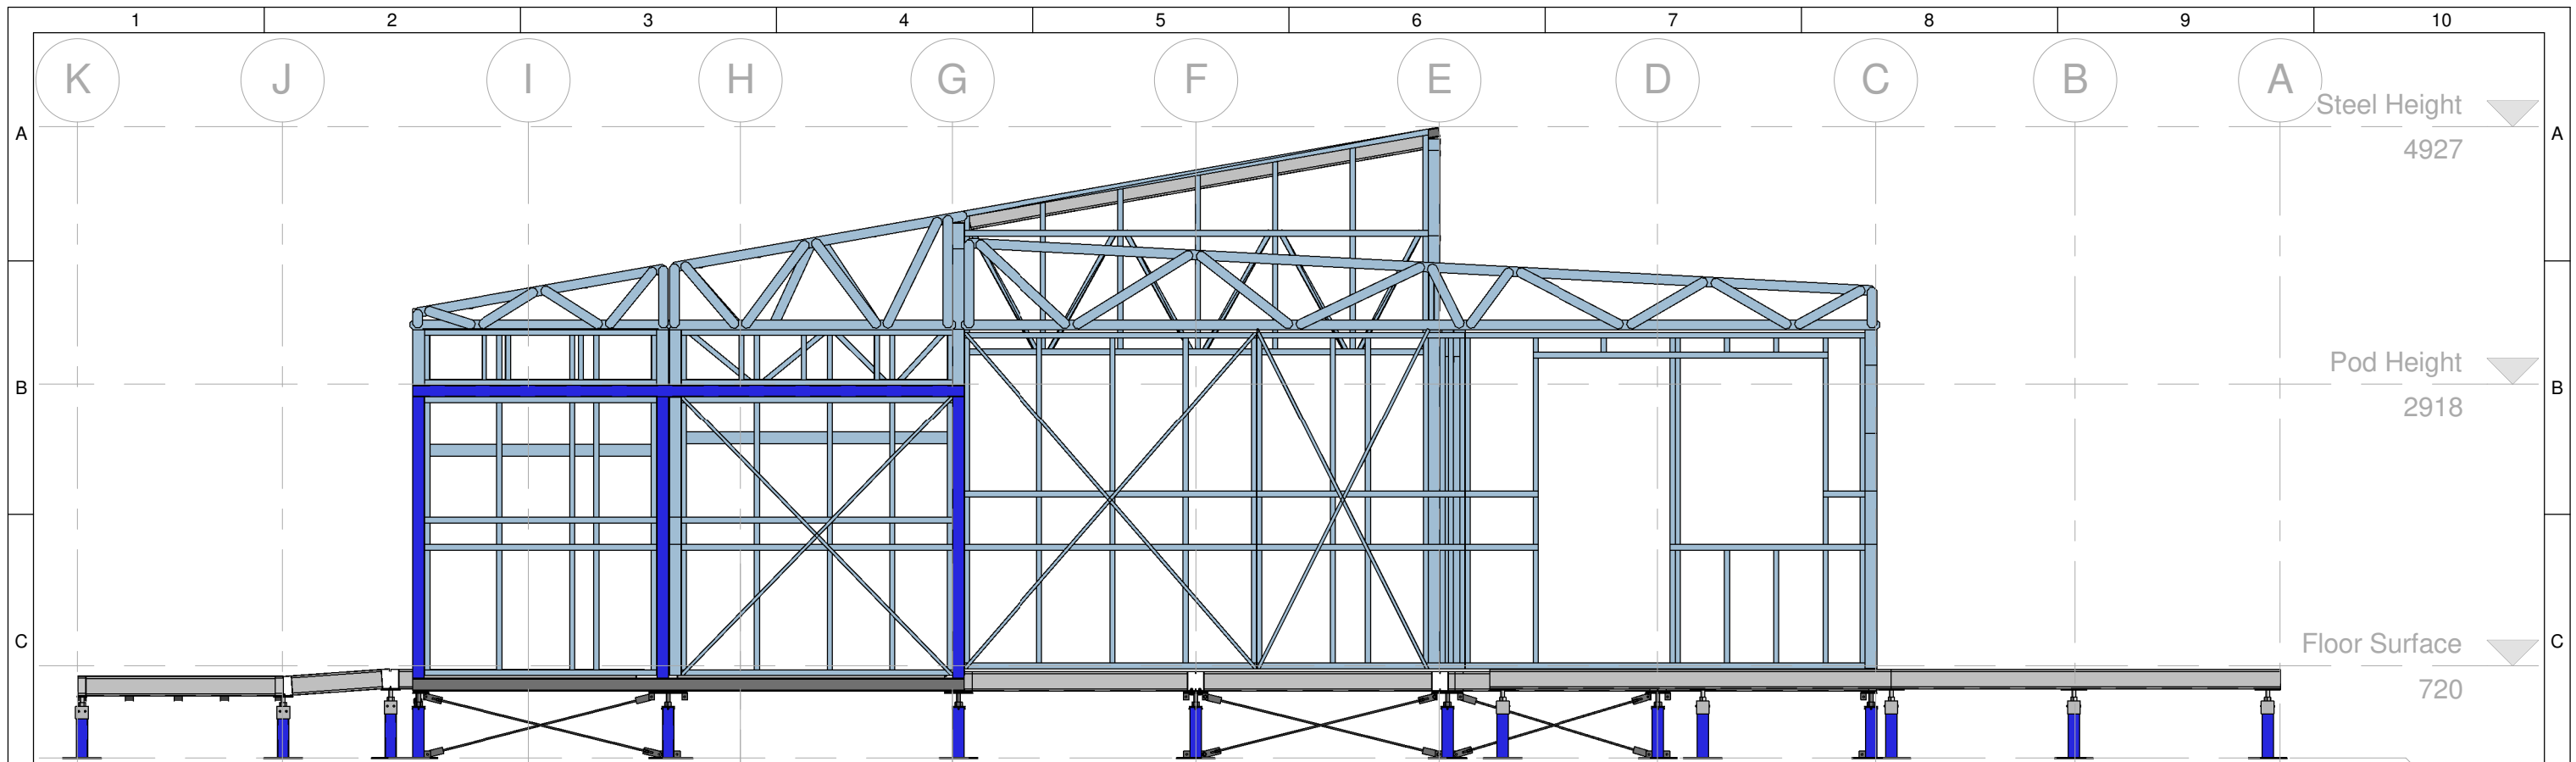 1 2 3 4 5 6 7 8 9 10
K J I H G F E D C B A
Steel Height
A A
4927
Pod Height
B B
2918
C C
Floor Surface
720